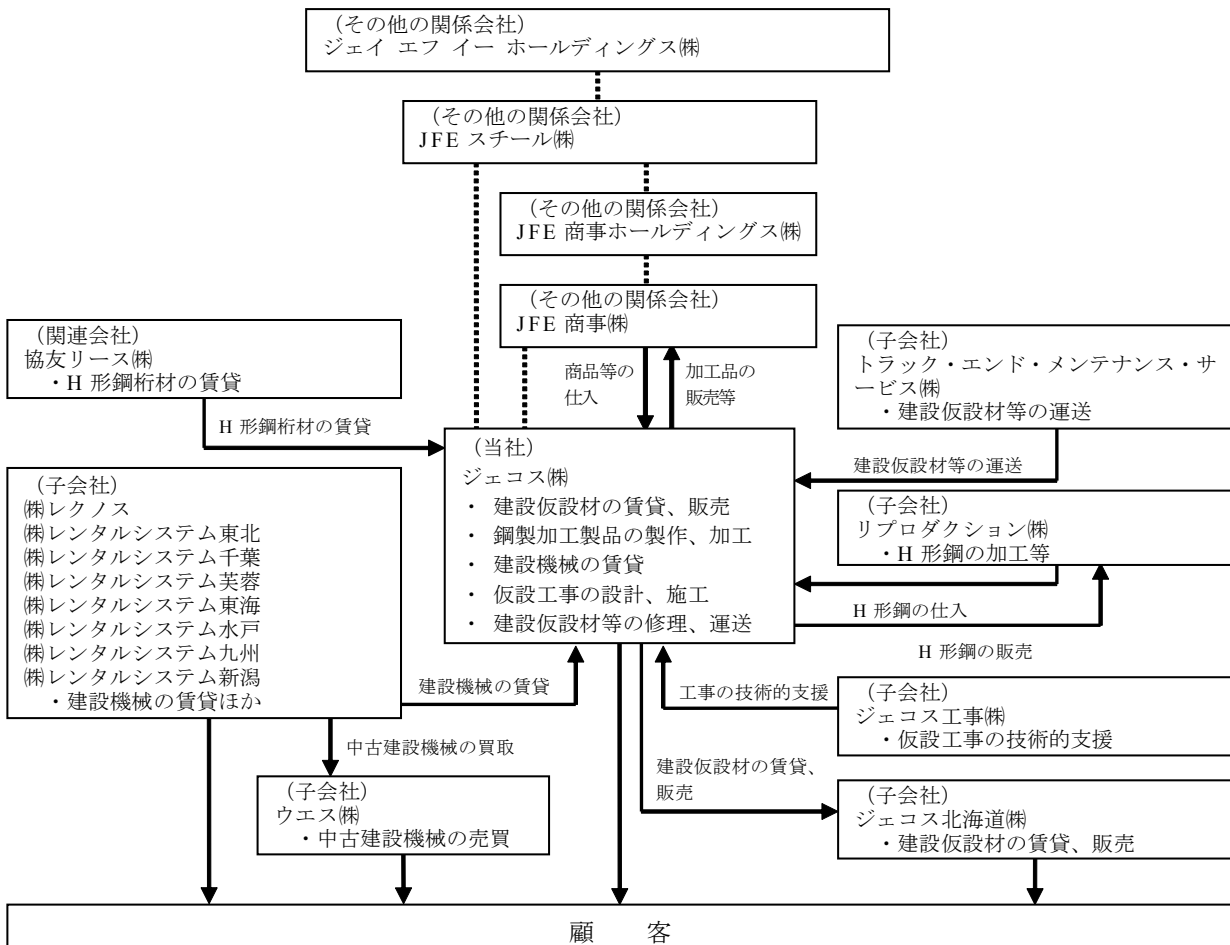 （その他の関係会社）
ジェイ エフ イー ホールディングス㈱
（その他の関係会社）
JFE スチール㈱
（その他の関係会社）
JFE 商事ホールディングス㈱
（その他の関係会社）
JFE 商事㈱
（関連会社）
協友リース㈱
・H 形鋼桁材の賃貸
H 形鋼桁材の賃貸
商品等の
仕入
加工品の
販売等
（子会社）
トラック・エンド・メンテナンス・サ
ービス㈱
・建設仮設材等の運送
建設仮設材等の運送
（当社）
ジェコス㈱
・ 建設仮設材の賃貸、販売
・ 鋼製加工製品の製作、加工
・ 建設機械の賃貸
・ 仮設工事の設計、施工
・ 建設仮設材等の修理、運送
（子会社）
㈱レクノス
㈱レンタルシステム東北
㈱レンタルシステム千葉
㈱レンタルシステム芙蓉
㈱レンタルシステム東海
㈱レンタルシステム水戸
㈱レンタルシステム九州
㈱レンタルシステム新潟
・建設機械の賃貸ほか
建設機械の賃貸
（子会社）
リプロダクション㈱
・H 形鋼の加工等
H 形鋼の仕入
H 形鋼の販売
工事の技術的支援
（子会社）
ジェコス工事㈱
・仮設工事の技術的支援
中古建設機械の買取
（子会社）
ウエス㈱
・中古建設機械の売買
建設仮設材の賃貸、
販売
（子会社）
ジェコス北海道㈱
・建設仮設材の賃貸、販売
顧　客